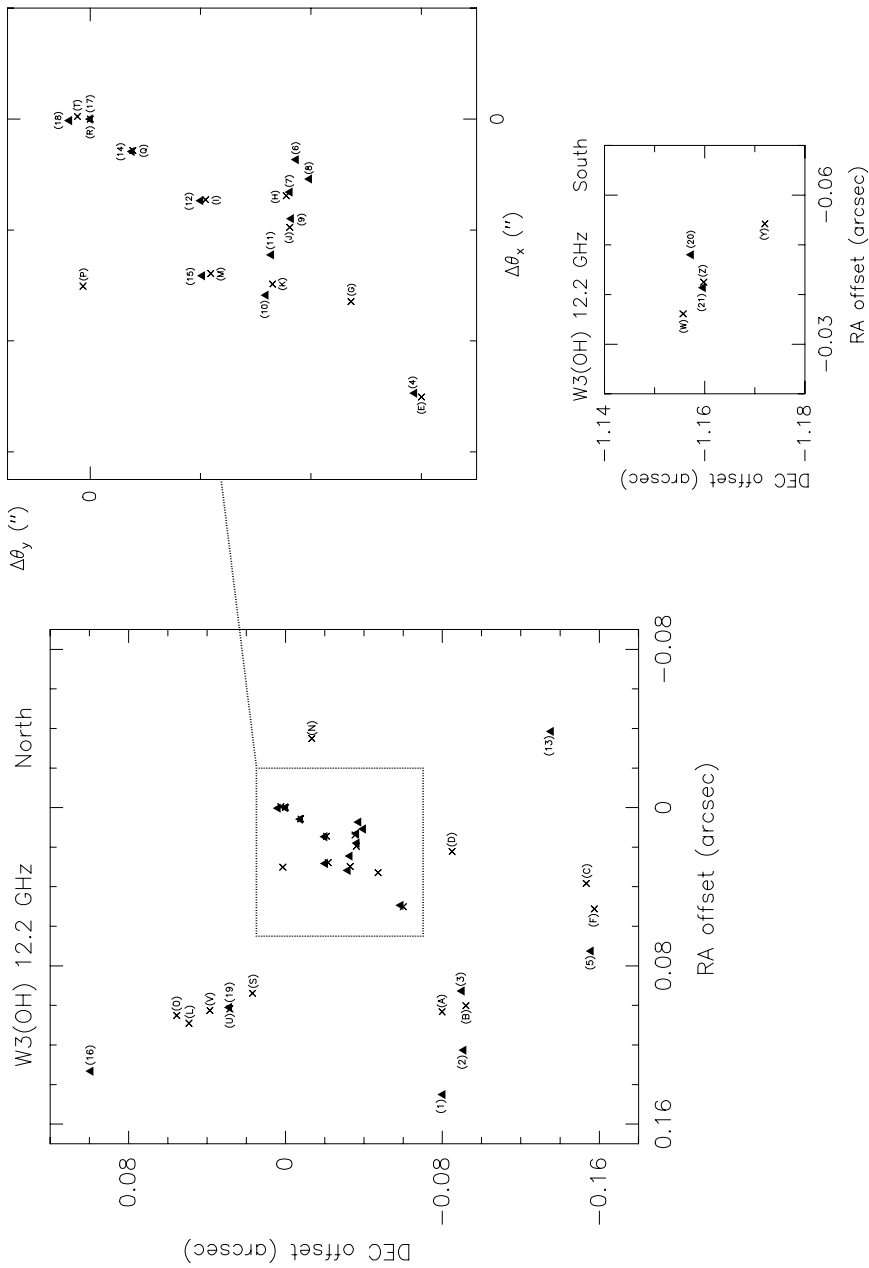 W3(OH) 12.2 GHz North
(16)
(O)
(L)
(V)
(U)
(19)
(S)
(N)
(1)
(2)
(A)
(3)
(B)
(D)
(13)
(5)
(F)
(C)
0.08
0
−0.08
−0.16
DEC offset (arcsec)
0.16
0.08
0
−0.08
RA offset (arcsec)
Δθy (")
0
Δθx (")
0
(18)
(T)
(R)
(17)
(14)
(Q)
(12)
(I)
(6)
(8)
(7)
(H)
(9)
(J)
(11)
(P)
(15)
(M)
(K)
(10)
(G)
(4)
(E)
W3(OH) 12.2 GHz South
(20)
(Z)
(21)
(W)
(Y)
−1.14
−1.16
−1.18
DEC offset (arcsec)
−0.03
−0.06
RA offset (arcsec)